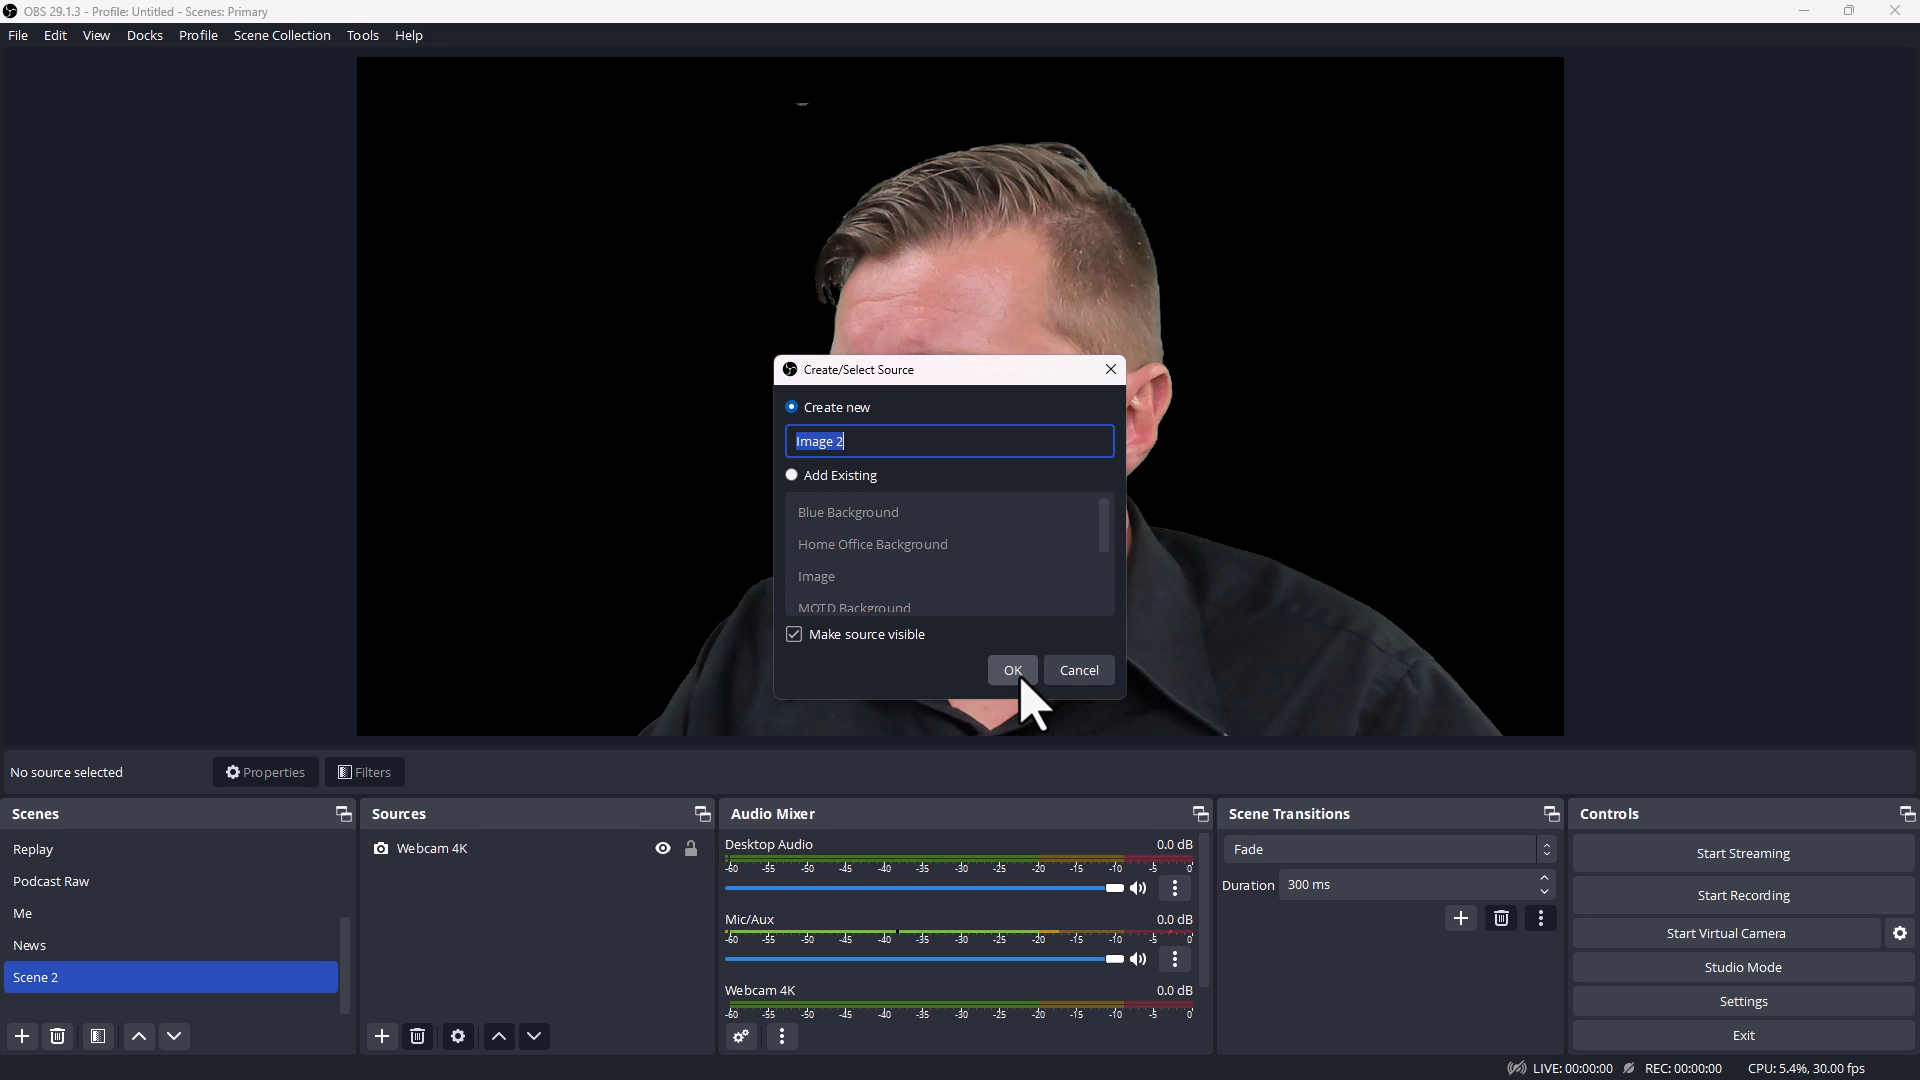 OBS 29.1.3 - Profile: Untitled - Scenes: Primary
File Edit View Docks Profile Scene Collection Tools Help
Create/Select Source
Create new
Image 2
Add Existing
Blue Background
Home Office Background
Image
MOTD Background
Make source visible
OK Cancel
No source selected Properties Filters
Scenes
Replay
Podcast Raw
Me
News
Scene 2
Sources
Webcam 4K
Audio Mixer
Desktop Audio 0.0 dB
-60 -55 -50 -45 -40 -35 -30 -25 -20 -15 -10 -5 0
Mic/Aux 0.0 dB
-60 -55 -50 -45 -40 -35 -30 -25 -20 -15 -10 -5 0
Webcam 4K 0.0 dB
-60 -55 -50 -45 -40 -35 -30 -25 -20 -15 -10 -5 0
Scene Transitions
Fade
Duration 300 ms
Controls
Start Streaming
Start Recording
Start Virtual Camera
Studio Mode
Settings
Exit
LIVE: 00:00:00 REC: 00:00:00 CPU: 5.4%, 30.00 fps